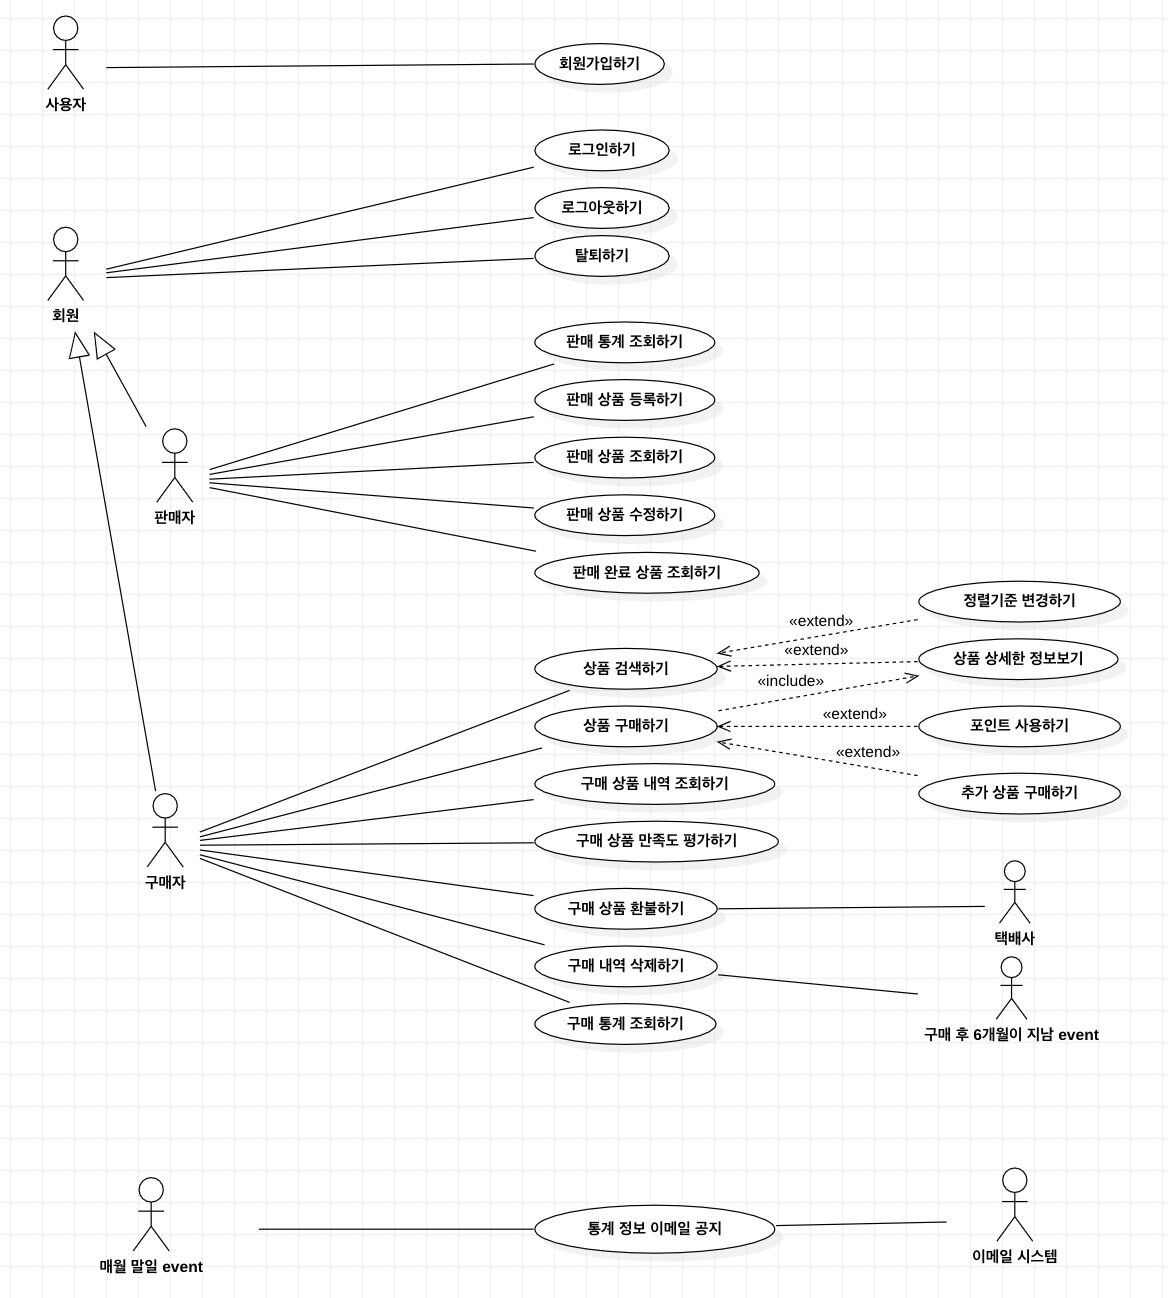 사용자
회원가입하기
로그인하기
로그아웃하기
탈퇴하기
회원
판매 통계 조회하기
판매 상품 등록하기
판매 상품 조회하기
판매 상품 수정하기
판매 완료 상품 조회하기
판매자
정렬기준 변경하기
«extend»
상품 검색하기
«extend»
상품 상세한 정보보기
«include»
상품 구매하기
«extend»
포인트 사용하기
«extend»
추가 상품 구매하기
구매 상품 내역 조회하기
구매 상품 만족도 평가하기
구매자
구매 상품 환불하기
택배사
구매 내역 삭제하기
구매 후 6개월이 지남 event
구매 통계 조회하기
매월 말일 event
통계 정보 이메일 공지
이메일 시스템